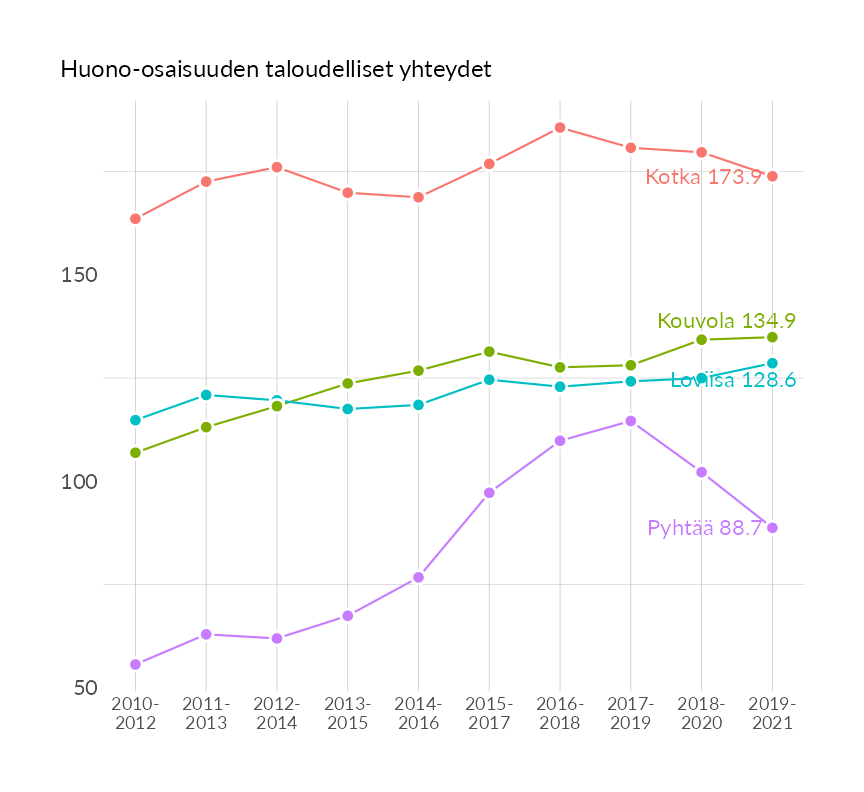 Huono-osaisuuden taloudelliset yhteydet
Kotka 173.9
150
Kouvola 134.9
Loviisa 128.6
100
Pyhtää 88.7
50
2010- 2011- 2012- 2013- 2014- 2015- 2016- 2017- 2018- 2019-
2012 2013 2014 2015 2016 2017 2018 2019 2020 2021